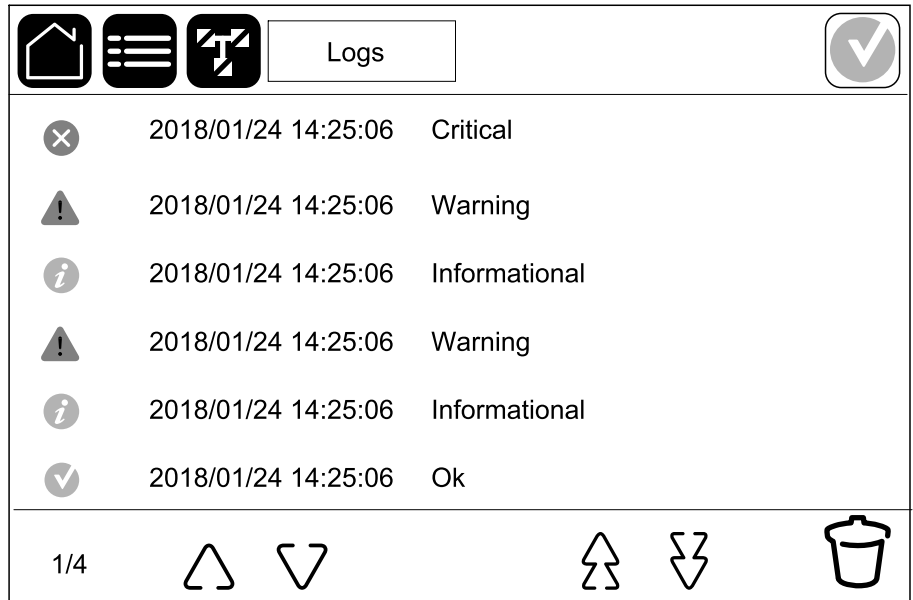 Logs
2018/01/24 14:25:06 Critical
2018/01/24 14:25:06 Warning
2018/01/24 14:25:06 Informational
2018/01/24 14:25:06 Warning
2018/01/24 14:25:06 Informational
2018/01/24 14:25:06 Ok
1/4